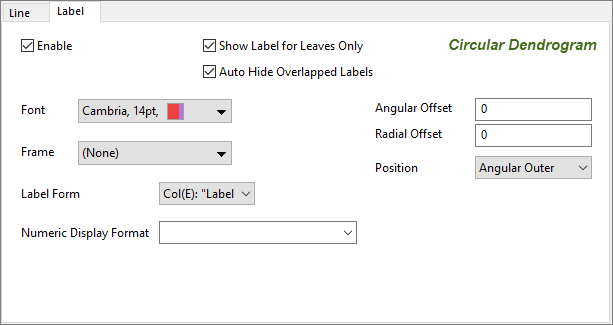 Line Label
Enable
Show Label for Leaves Only
Circular Dendrogram
Auto Hide Overlapped Labels
Font Cambria, 14pt,
Angular Offset 0
Radial Offset 0
Frame (None)
Position Angular Outer
Label Form Col(E): "Label
Numeric Display Format